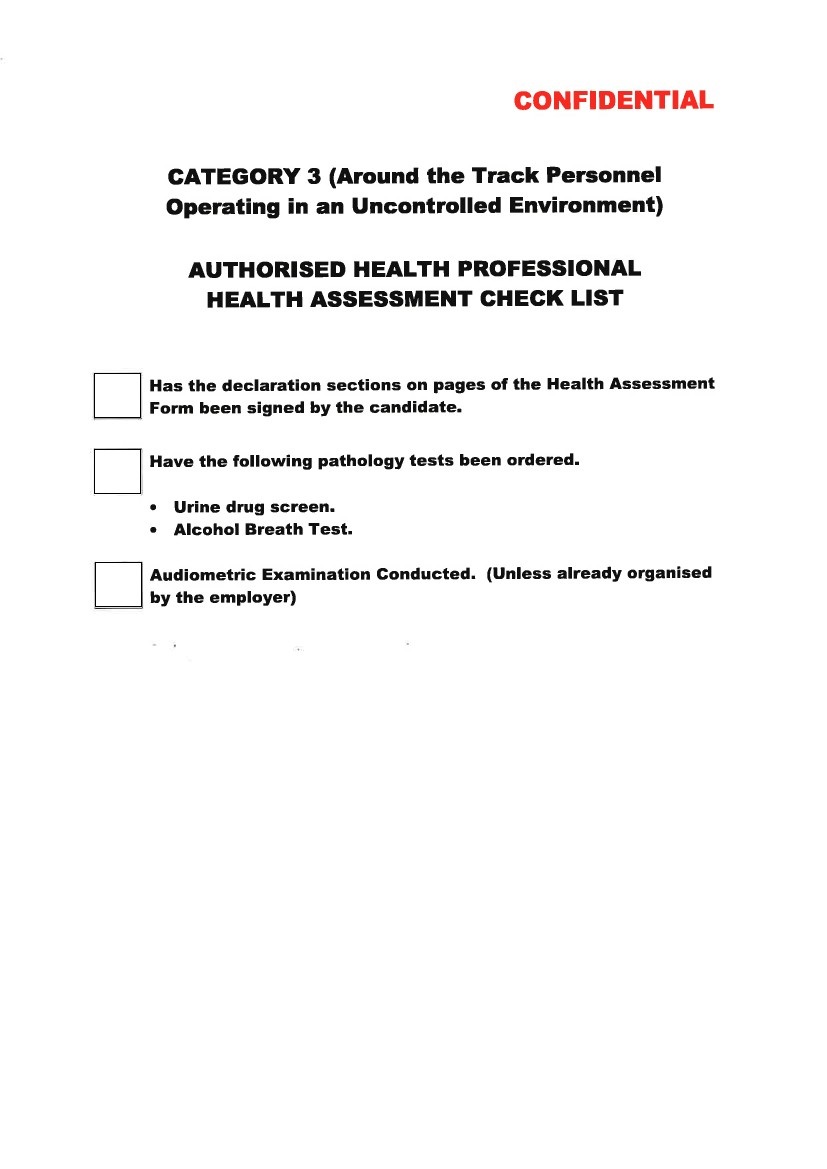 CONFIDENTIAL
CATEGORY 3 (Around the Track Personnel
Operating in an Uncontrolled Environment)
AUTHORISED HEALTH PROFESSIONAL
HEALTH ASSESSMENT CHECK LIST
Has the declaration sections on pages of the Health Assessment
Form been signed by the candidate.
Have the following pathology tests been ordered.
• Urine drug screen.
• Alcohol Breath Test.
Audiometric Examination Conducted. (Unless already organised
by the employer)